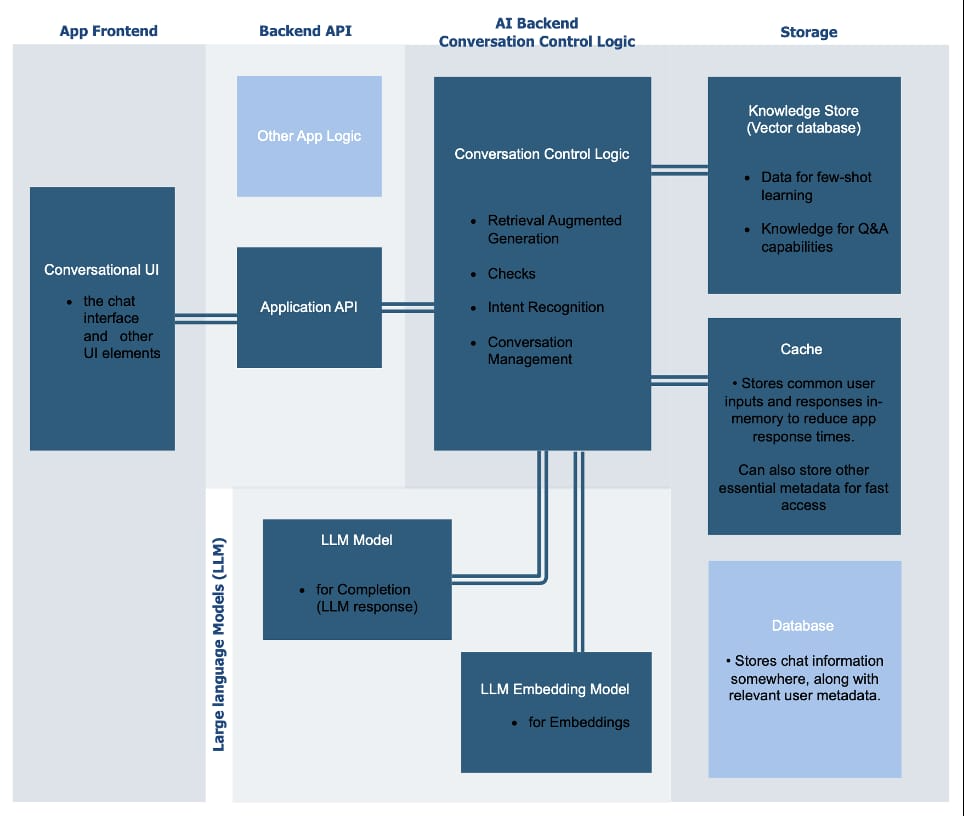 App Frontend
Backend API
AI Backend
Conversation Control Logic
Storage
Conversational UI
• the chat
interface
and other
UI elements
Other App Logic
Application API
Conversation Control Logic
• Retrieval Augmented
Generation
• Checks
• Intent Recognition
• Conversation
Management
Knowledge Store
(Vector database)
• Data for few-shot
learning
• Knowledge for Q&A
capabilities
Cache
• Stores common user
inputs and responses in-
memory to reduce app
response times.
Can also store other
essential metadata for fast
access
Database
• Stores chat information
somewhere, along with
relevant user metadata.
Large language Models (LLM)
LLM Model
• for Completion
(LLM response)
LLM Embedding Model
• for Embeddings